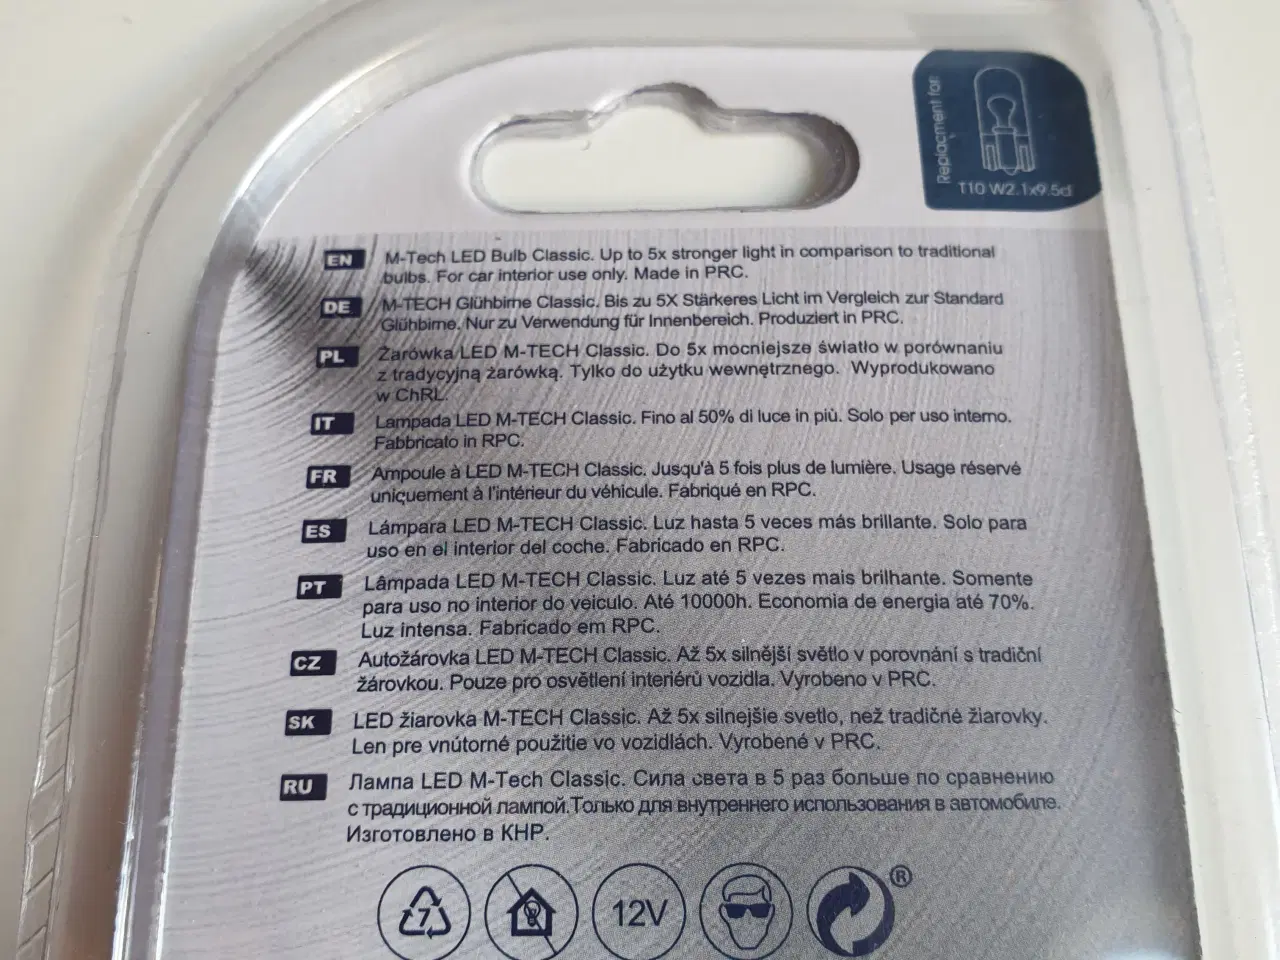 Replacment for:
T10 W2.1x9.5d
EN M-Tech LED Bulb Classic. Up to 5x stronger light in comparison to traditional
bulbs. For car interior use only. Made in PRC.
DE M-TECH Glühbirne Classic. Bis zu 5X Stärkeres Licht im Vergleich zur Standard
Glühbirne. Nur zu Verwendung für Innenbereich. Produziert in PRC.
PL Żarówka LED M-TECH Classic. Do 5x mocniejsze światło w porównaniu
z tradycyjną żarówką. Tylko do użytku wewnętrznego. Wyprodukowano
w ChRL.
IT Lampada LED M-TECH Classic. Fino al 50% di luce in più. Solo per uso interno.
Fabbricato in RPC.
FR Ampoule à LED M-TECH Classic. Jusqu'à 5 fois plus de lumière. Usage réservé
uniquement à l'intérieur du véhicule. Fabriqué en RPC.
ES Lámpara LED M-TECH Classic. Luz hasta 5 veces más brillante. Solo para
uso en el interior del coche. Fabricado en RPC.
PT Lâmpada LED M-TECH Classic. Luz até 5 vezes mais brilhante. Somente
para uso no interior do veiculo. Até 10000h. Economia de energia até 70%.
Luz intensa. Fabricado em RPC.
CZ Autožárovka LED M-TECH Classic. Až 5x silnější světlo v porovnání s tradiční
žárovkou. Pouze pro osvětlení interiérů vozidla. Vyrobeno v PRC.
SK LED žiarovka M-TECH Classic. Až 5x silnejšie svetlo, než tradičné žiarovky.
Len pre vnútorné použitie vo vozidlách. Vyrobené v PRC.
RU Лампа LED M-Tech Classic. Сила света в 5 раз больше по сравнению
с традиционной лампой.Только для внутреннего использования в автомобиле.
Изготовлено в КНР.
7 12V ®